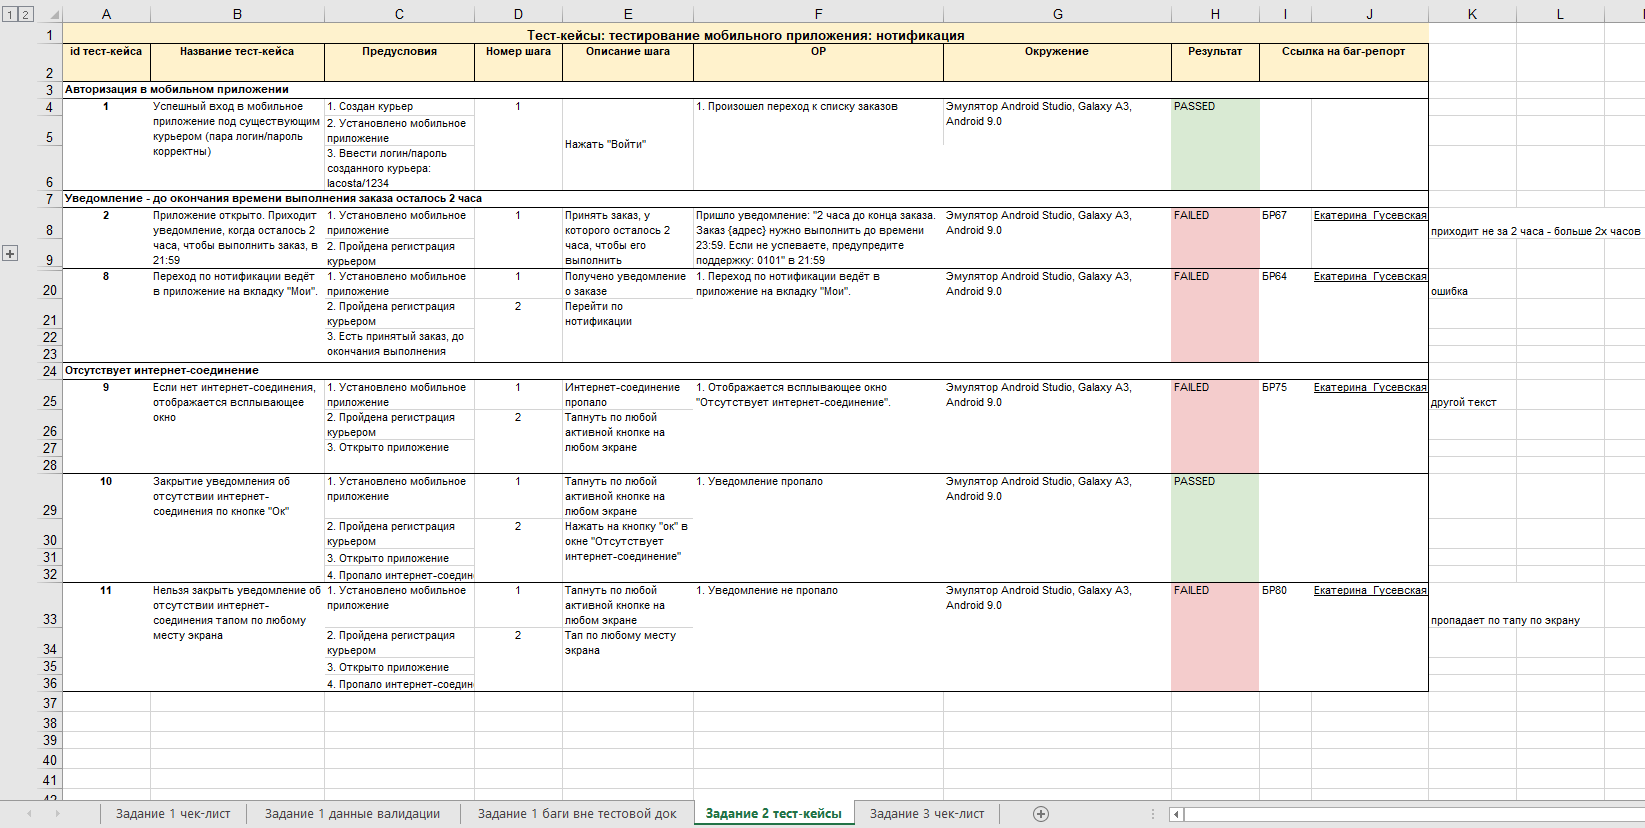 1 2
A B C D E F G H I J K L
1 Тест-кейсы: тестирование мобильного приложения: нотификация
2 id тест-кейса Название тест-кейса Предусловия Номер шага Описание шага ОР Окружение Результат Ссылка на баг-репорт
3 Авторизация в мобильном приложении
4 1 Успешный вход в мобильное 1. Создан курьер 1 1. Произошел переход к списку заказов Эмулятор Android Studio, Galaxy A3, PASSED
приложение под существующим 2. Установлено мобильное Android 9.0
5 курьером (пара логин/пароль приложение Нажать "Войти"
корректны) 3. Ввести логин/пароль
созданного курьера:
6 lacosta/1234
7 Уведомление - до окончания времени выполнения заказа осталось 2 часа
2 Приложение открыто. Приходит 1. Установлено мобильное 1 Принять заказ, у Пришло уведомление: "2 часа до конца заказа. Эмулятор Android Studio, Galaxy A3, FAILED БР67 Екатерина_Гусевская
8 уведомление, когда осталось 2 приложение которого осталось 2 Заказ {адрес} нужно выполнить до времени Android 9.0 приходит не за 2 часа - больше 2х часов
часа, чтобы выполнить заказ, в 2. Пройдена регистрация часа, чтобы его 23:59. Если не успеваете, предупредите
9 21:59 курьером выполнить поддержку: 0101" в 21:59
8 Переход по нотификации ведёт 1. Установлено мобильное 1 Получено уведомление 1. Переход по нотификации ведёт в Эмулятор Android Studio, Galaxy A3, FAILED БР64 Екатерина_Гусевская
20 в приложение на вкладку "Мои". приложение о заказе приложение на вкладку "Мои". Android 9.0 ошибка
2. Пройдена регистрация 2 Перейти по
21 курьером нотификации
22 3. Есть принятый заказ, до
23 окончания выполнения
24 Отсутствует интернет-соединение
9 Если нет интернет-соединения, 1. Установлено мобильное 1 Интернет-соединение 1. Отображается всплывающее окно Эмулятор Android Studio, Galaxy A3, FAILED БР75 Екатерина_Гусевская
25 отображается всплывающее приложение пропало "Отсутствует интернет-соединение". Android 9.0 другой текст
окно 2. Пройдена регистрация 2 Тапнуть по любой
26 курьером активной кнопке на
27 3. Открыто приложение любом экране
28
10 Закрытие уведомления об 1. Установлено мобильное 1 Тапнуть по любой 1. Уведомление пропало Эмулятор Android Studio, Galaxy A3, PASSED
отсутствии интернет- приложение активной кнопке на Android 9.0
29 соединения по кнопке "Ок" любом экране
2. Пройдена регистрация 2 Нажать на кнопку "ок" в
30 курьером окне "Отсутствует
31 3. Открыто приложение интернет-соединение"
32 4. Пропало интернет-соедин
11 Нельзя закрыть уведомление об 1. Установлено мобильное 1 Тапнуть по любой 1. Уведомление не пропало Эмулятор Android Studio, Galaxy A3, FAILED БР80 Екатерина_Гусевская
отсутствии интернет- приложение активной кнопке на Android 9.0
33 соединения тапом по любому любом экране пропадает по тапу по экрану
месту экрана 2. Пройдена регистрация 2 Тап по любому месту
34 курьером экрана
35 3. Открыто приложение
36 4. Пропало интернет-соедин
37
38
39
40
41
Задание 1 чек-лист Задание 1 данные валидации Задание 1 баги вне тестовой док Задание 2 тест-кейсы Задание 3 чек-лист